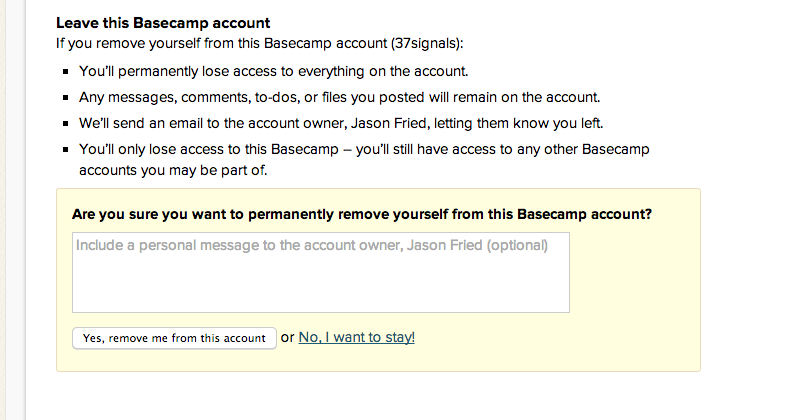 Leave this Basecamp account
If you remove yourself from this Basecamp account (37signals):
▪ You'll permanently lose access to everything on the account.
▪ Any messages, comments, to-dos, or files you posted will remain on the account.
▪ We'll send an email to the account owner, Jason Fried, letting them know you left.
▪ You'll only lose access to this Basecamp – you'll still have access to any other Basecamp
accounts you may be part of.
Are you sure you want to permanently remove yourself from this Basecamp account?
Include a personal message to the account owner, Jason Fried (optional)
Yes, remove me from this account or No, I want to stay!